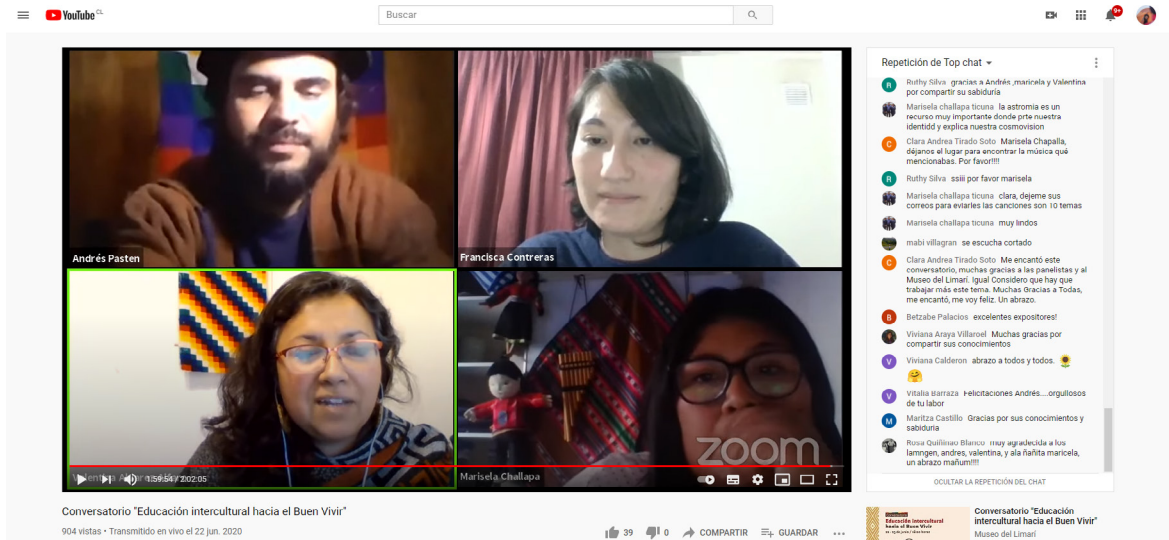 YouTube CL
Buscar
9+
Andrés Pasten
Francisca Contreras
Marisela Challapa
zoom
1:59:54 / 2:02:05
Conversatorio "Educación intercultural hacia el Buen Vivir"
904 vistas • Transmitido en vivo el 22 jun. 2020
39
0
COMPARTIR
GUARDAR
Repetición de Top chat
R
Ruthy Silva gracias a Andrés ,maricela y Valentina
por compartir su sabiduría
Marisela challapa ticuna la astromia es un
recurso muy importante donde prte nuestra
identidd y explica nuestra cosmovision
C
Clara Andrea Tirado Soto Marisela Chapalla,
déjanos el lugar para encontrar la música qué
mencionabas. Por favor!!!!
R
Ruthy Silva ssiii por favor marisela
Marisela challapa ticuna clara, dejeme sus
correos para eviarles las canciones son 10 temas
Marisela challapa ticuna muy lindos
mabi villagran se escucha cortado
C
Clara Andrea Tirado Soto Me encantó este
conversatorio, muchas gracias a las panelistas y al
Museo del Limarí. Igual Considero que hay que
trabajar más este tema. Muchas Gracias a Todas,
me encantó, me voy feliz. Un abrazo.
B
Betzabe Palacios excelentes expositores!
Viviana Araya Villaroel Muchas gracias por
compartir sus conocimientos
V
Viviana Calderon abrazo a todos y todos. 🌻
🤗
V
Vitalia Barraza Felicitaciones Andrés....orgullosos
de tu labor
M
Maritza Castillo Gracias por sus conocimientos y
sabiduria
Rosa Quiñinao Blanco muy agradecida a los
lamngen, andres, valentina, y ala ñañita maricela,
un abrazo mañum!!!!
OCULTAR LA REPETICIÓN DEL CHAT
Educación intercultural
hacia el Buen Vivir
Conversatorio "Educación
intercultural hacia el Buen Vivir"
Museo del Limarí